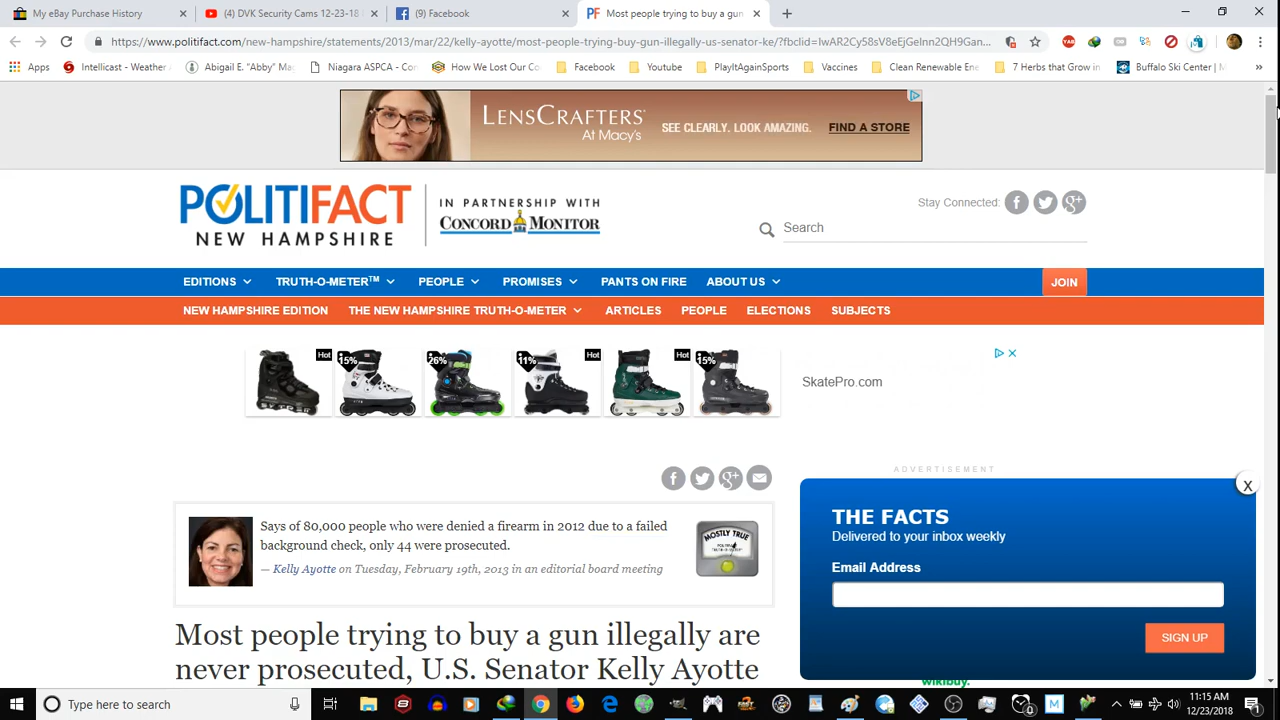 My eBay Purchase History
(4) DVK Security Cams 12-23-18
(9) Facebook
Most people trying to buy a gun
https://www.politifact.com/new-hampshire/statements/2013/mar/22/kelly-ayotte/most-people-trying-buy-gun-illegally-us-senator-ke/?fbclid=IwAR2Cy58sV8eEjGeInn2QH9Gan...
Apps
Intellicast - Weather
Abigail E. "Abby" Mag
Niagara ASPCA - Ge
How We Lost Our Co
Facebook
Youtube
PlayItAgainSports
Vaccines
Clean Renewable Ene
7 Herbs that Grow in
Buffalo Ski Center | M
»
LENSCRAFTERS
At Macy's
SEE CLEARLY. LOOK AMAZING.
FIND A STORE
POLITIFACT
NEW HAMPSHIRE
IN PARTNERSHIP WITH
CONCORD MONITOR
Stay Connected:
Search
EDITIONS
TRUTH-O-METER™
PEOPLE
PROMISES
PANTS ON FIRE
ABOUT US
JOIN
NEW HAMPSHIRE EDITION
THE NEW HAMPSHIRE TRUTH-O-METER
ARTICLES
PEOPLE
ELECTIONS
SUBJECTS
Hot
15%
26%
11%
Hot
Hot
15%
SkatePro.com
ADVERTISEMENT
Says of 80,000 people who were denied a firearm in 2012 due to a failed
background check, only 44 were prosecuted.
— Kelly Ayotte on Tuesday, February 19th, 2013 in an editorial board meeting
MOSTLY TRUE
Most people trying to buy a gun illegally are
never prosecuted, U.S. Senator Kelly Ayotte
X
THE FACTS
Delivered to your inbox weekly
Email Address
SIGN UP
wikibuy.
Type here to search
11:15 AM
12/23/2018